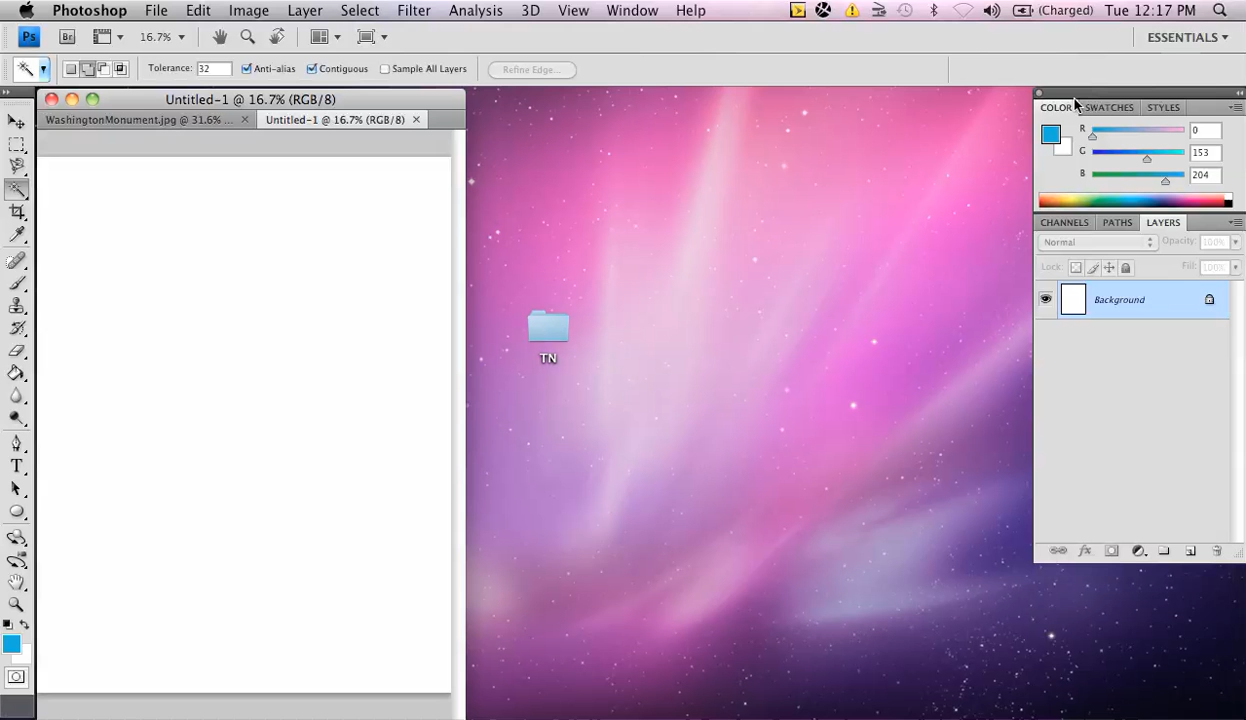 Photoshop File Edit Image Layer Select Filter Analysis 3D View Window Help (Charged) Tue 12:17 PM
Ps Br 16.7% ESSENTIALS
Tolerance: 32 Anti-alias Contiguous Sample All Layers Refine Edge...
Untitled-1 @ 16.7% (RGB/8)
WashingtonMonument.jpg @ 31.6% ... × Untitled-1 @ 16.7% (RGB/8) ×
COLOR SWATCHES STYLES
R 0
G 153
B 204
CHANNELS PATHS LAYERS
Normal Opacity: 100%
Lock: Fill: 100%
Background
TN
T
fx